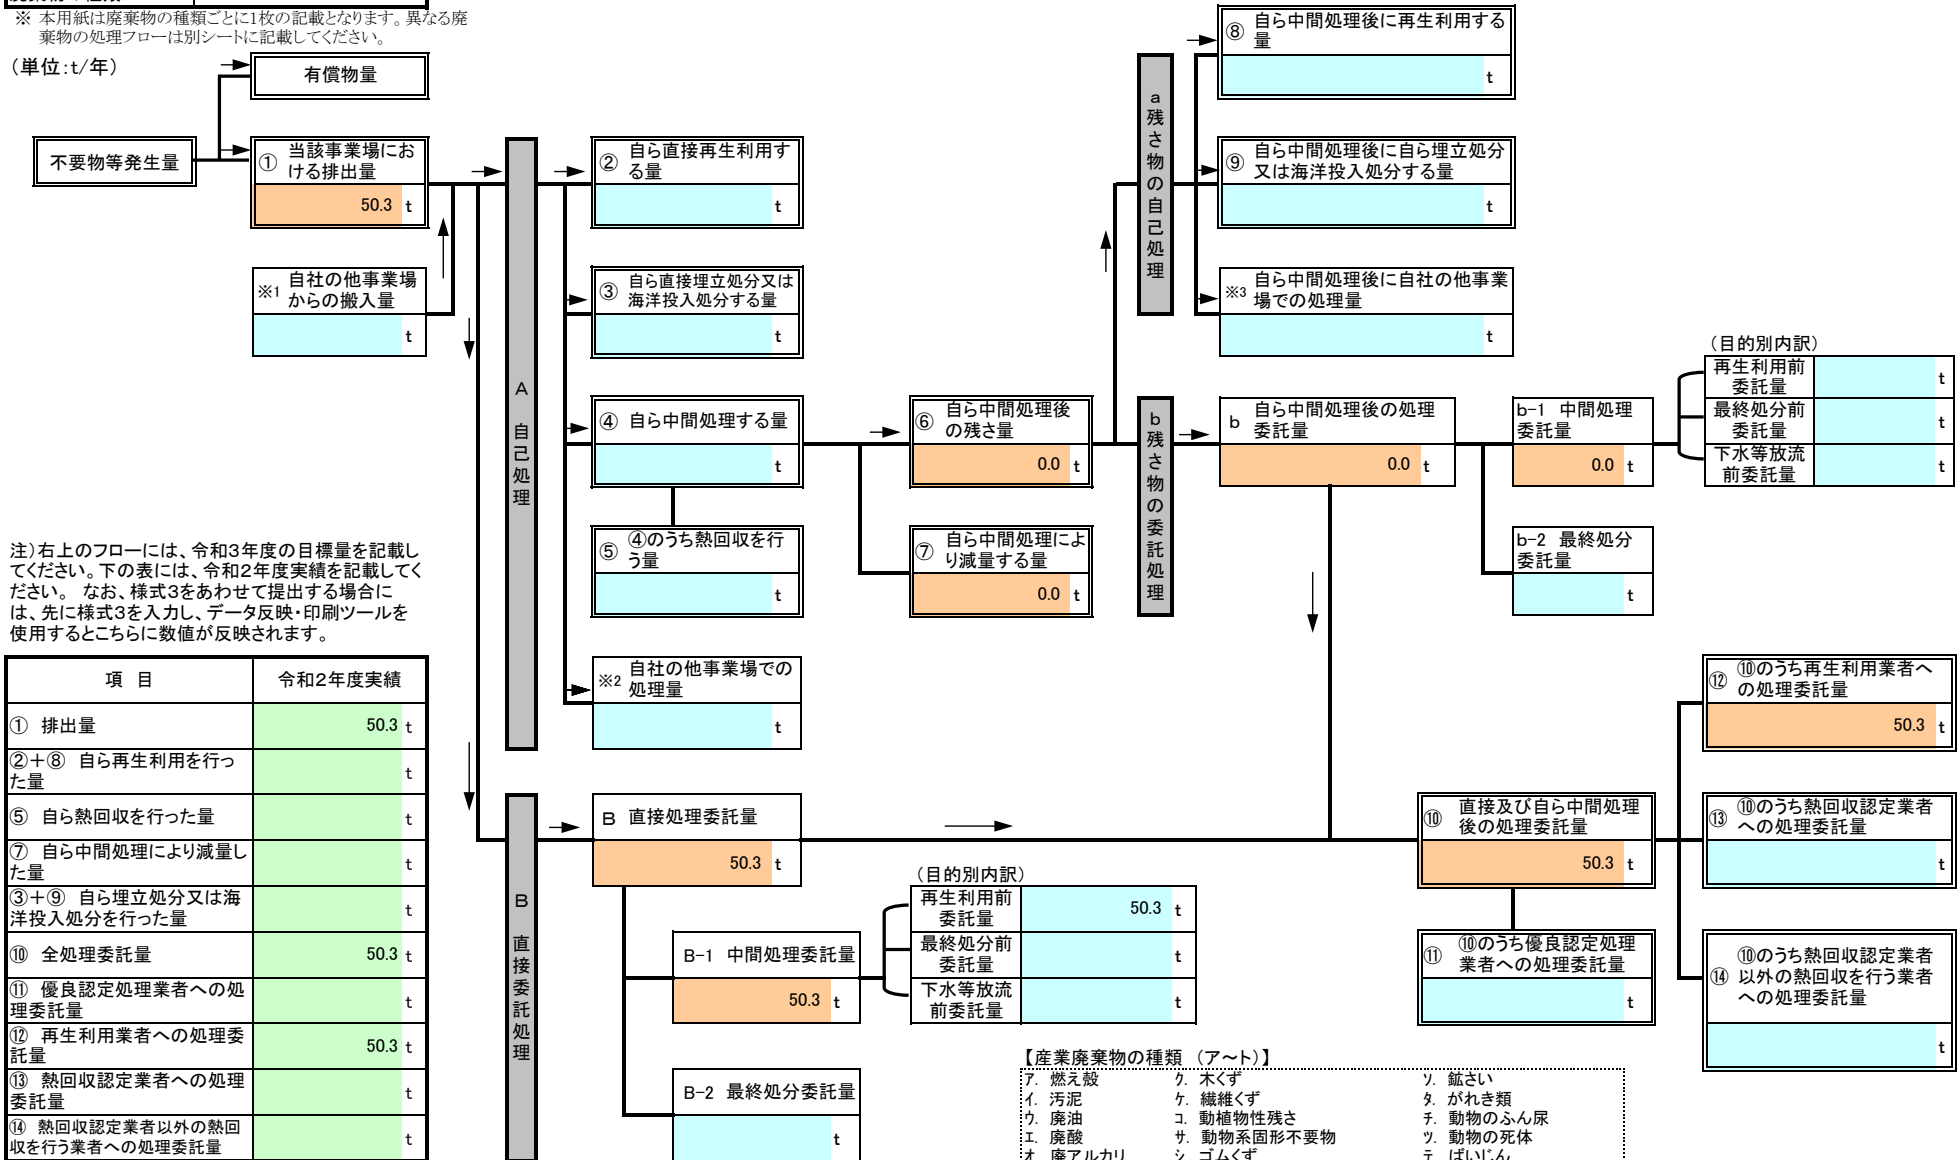 ※ 本用紙は廃棄物の種類ごとに1枚の記載となります。異なる廃
棄物の処理フローは別シートに記載してください。
（単位：t/年）
有償物量
不要物等発生量
① 当該事業場にお
ける排出量
50.3 t
※1 自社の他事業場
からの搬入量
t
A 自己処理
② 自ら直接再生利用す
る量
t
③ 自ら直接埋立処分又は
海洋投入処分する量
t
④ 自ら中間処理する量
t
⑤ ④のうち熱回収を行
う量
t
※2 自社の他事業場での
処理量
t
⑥ 自ら中間処理後
の残さ量
0.0 t
⑦ 自ら中間処理によ
り減量する量
0.0 t
a 残さ物の自己処理
⑧ 自ら中間処理後に再生利用する
量
t
⑨ 自ら中間処理後に自ら埋立処分
又は海洋投入処分する量
t
※3 自ら中間処理後に自社の他事業
場での処理量
t
b 残さ物の委託処理
b 自ら中間処理後の処理
委託量
0.0 t
b-1 中間処理
委託量
0.0 t
（目的別内訳）
再生利用前
委託量 t
最終処分前
委託量 t
下水等放流
前委託量 t
b-2 最終処分
委託量
t
注）右上のフローには、令和3年度の目標量を記載し
てください。下の表には、令和2年度実績を記載してく
ださい。 なお、様式3をあわせて提出する場合に
は、先に様式3を入力し、データ反映・印刷ツールを
使用するとこちらに数値が反映されます。
項 目 令和2年度実績
① 排出量 50.3 t
②＋⑧ 自ら再生利用を行っ
た量 t
⑤ 自ら熱回収を行った量 t
⑦ 自ら中間処理により減量し
た量 t
③＋⑨ 自ら埋立処分又は海
洋投入処分を行った量 t
⑩ 全処理委託量 50.3 t
⑪ 優良認定処理業者への処
理委託量 t
⑫ 再生利用業者への処理委
託量 50.3 t
⑬ 熱回収認定業者への処理
委託量 t
⑭ 熱回収認定業者以外の熱回
収を行う業者への処理委託量 t
B 直接委託処理
B 直接処理委託量
50.3 t
B-1 中間処理委託量
50.3 t
（目的別内訳）
再生利用前
委託量 50.3 t
最終処分前
委託量 t
下水等放流
前委託量 t
B-2 最終処分委託量
t
⑩ 直接及び自ら中間処理
後の処理委託量
50.3 t
⑪ ⑩のうち優良認定処理
業者への処理委託量
t
⑫ ⑩のうち再生利用業者へ
の処理委託量
50.3 t
⑬ ⑩のうち熱回収認定業者
への処理委託量
t
⑭ ⑩のうち熱回収認定業者
以外の熱回収を行う業者
への処理委託量
t
【産業廃棄物の種類 （ア～ト）】
ア. 燃え殻 ク. 木くず ソ. 鉱さい
イ. 汚泥 ケ. 繊維くず タ. がれき類
ウ. 廃油 コ. 動植物性残さ チ. 動物のふん尿
エ. 廃酸 サ. 動物系固形不要物 ツ. 動物の死体
オ. 廃アルカリ シ. ゴムくず テ. ばいじん